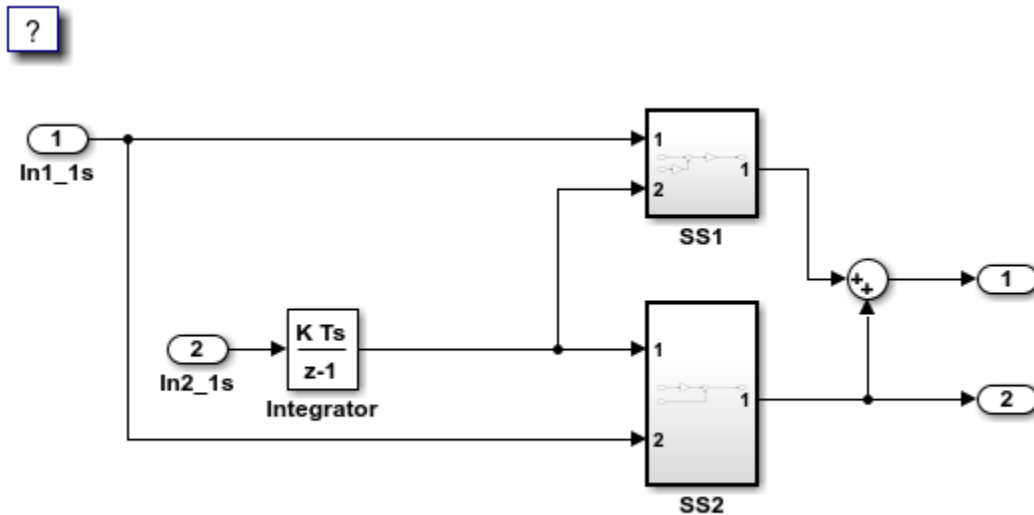 ?
1
In1_1s
1
2
1
SS1
+
+
1
2
In2_1s
K Ts
z-1
Integrator
1
2
1
SS2
2